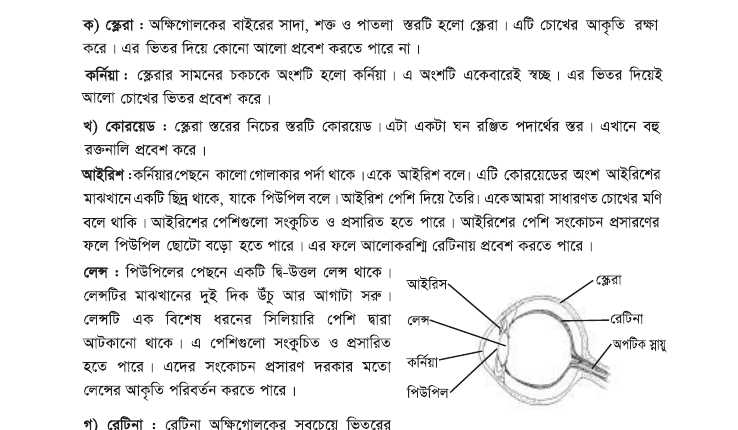 ক) স্ক্লেরা : অক্ষিগোলকের বাইরের সাদা, শক্ত ও পাতলা স্তরটি হলো স্ক্লেরা। এটি চোখের আকৃতি রক্ষা
করে। এর ভিতর দিয়ে কোনো আলো প্রবেশ করতে পারে না।
কর্নিয়া : স্ক্লেরার সামনের চকচকে অংশটি হলো কর্নিয়া। এ অংশটি একেবারেই স্বচ্ছ। এর ভিতর দিয়েই
আলো চোখের ভিতর প্রবেশ করে।
খ) কোরয়েড : স্ক্লেরা স্তরের নিচের স্তরটি কোরয়েড। এটা একটা ঘন রঞ্জিত পদার্থের স্তর। এখানে বহু
রক্তনালি প্রবেশ করে।
আইরিশ : কর্নিয়ার পেছনে কালো গোলাকার পর্দা থাকে। একে আইরিশ বলে। এটি কোরয়েডের অংশ আইরিশের
মাঝখানে একটি ছিদ্র থাকে, যাকে পিউপিল বলে। আইরিশ পেশি দিয়ে তৈরি। একে আমরা সাধারণত চোখের মণি
বলে থাকি। আইরিশের পেশিগুলো সংকুচিত ও প্রসারিত হতে পারে। আইরিশের পেশি সংকোচন প্রসারণের
ফলে পিউপিল ছোটো বড়ো হতে পারে। এর ফলে আলোকরশ্মি রেটিনায় প্রবেশ করতে পারে।
লেন্স : পিউপিলের পেছনে একটি দ্বি-উত্তল লেন্স থাকে।
লেন্সটির মাঝখানের দুই দিক উঁচু আর আগাটা সরু।
লেন্সটি এক বিশেষ ধরনের সিলিয়ারি পেশি দ্বারা
আটকানো থাকে। এ পেশিগুলো সংকুচিত ও প্রসারিত
হতে পারে। এদের সংকোচন প্রসারণ দরকার মতো
লেন্সের আকৃতি পরিবর্তন করতে পারে।
গ) রেটিনা : রেটিনা অক্ষিগোলকের সবচেয়ে ভিতরের
আইরিস
লেন্স
কর্নিয়া
পিউপিল
স্ক্লেরা
রেটিনা
অপটিক স্নায়ু